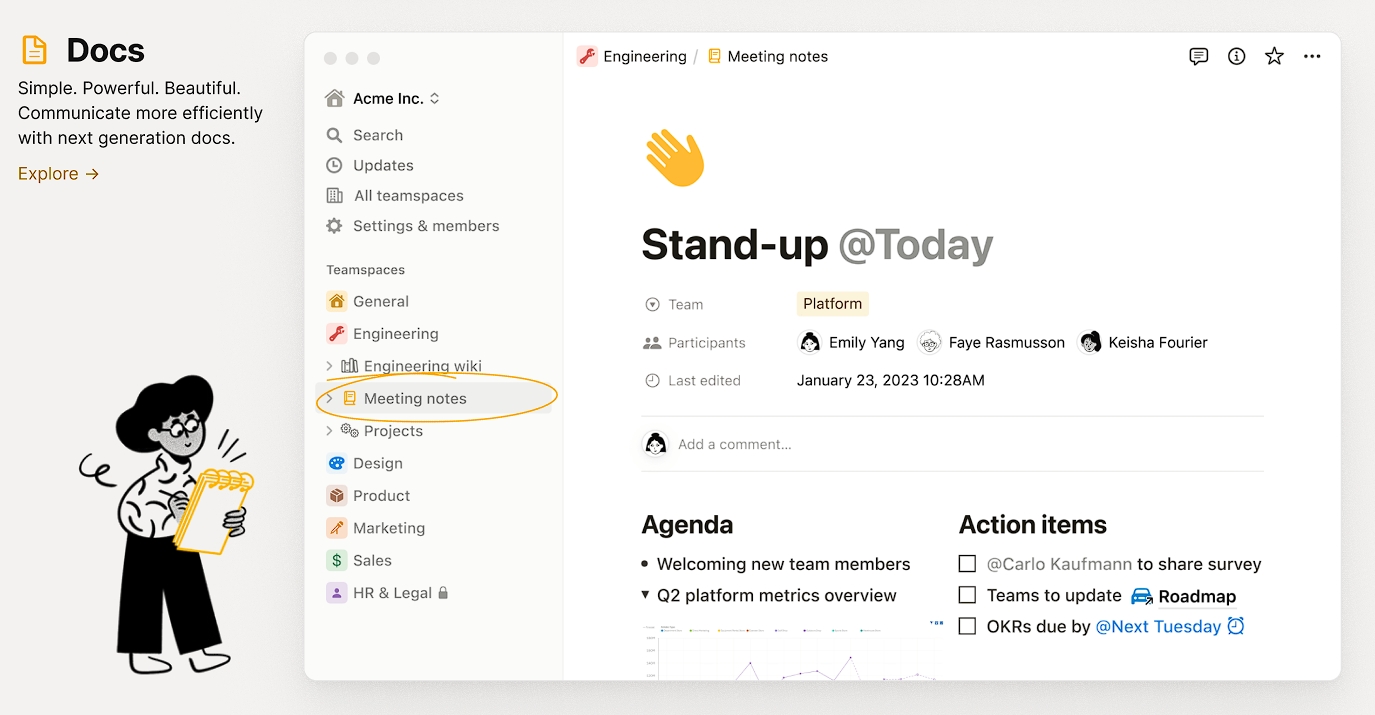 Docs
Simple. Powerful. Beautiful.
Communicate more efficiently
with next generation docs.
Explore →
Acme Inc.
Search
Updates
All teamspaces
Settings & members
Teamspaces
General
Engineering
Engineering wiki
Meeting notes
Projects
Design
Product
Marketing
Sales
HR & Legal
Engineering / Meeting notes
Stand-up @Today
Team Platform
Participants Emily Yang Faye Rasmusson Keisha Fourier
Last edited January 23, 2023 10:28AM
Add a comment...
Agenda
• Welcoming new team members
▾ Q2 platform metrics overview
Action items
@Carlo Kaufmann to share survey
Teams to update Roadmap
OKRs due by @Next Tuesday